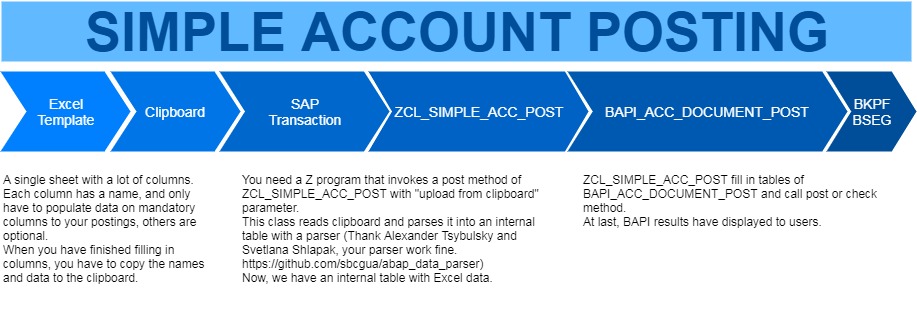 SIMPLE ACCOUNT POSTING
Excel
Template
Clipboard
SAP
Transaction
ZCL_SIMPLE_ACC_POST
BAPI_ACC_DOCUMENT_POST
BKPF
BSEG
A single sheet with a lot of columns.
Each column has a name, and only
have to populate data on mandatory
columns to your postings, others are
optional.
When you have finished filling in
columns, you have to copy the names
and data to the clipboard.
You need a Z program that invokes a post method of
ZCL_SIMPLE_ACC_POST with "upload from clipboard"
parameter.
This class reads clipboard and parses it into an internal
table with a parser (Thank Alexander Tsybulsky and
Svetlana Shlapak, your parser work fine.
https://github.com/sbcgua/abap_data_parser)
Now, we have an internal table with Excel data.
ZCL_SIMPLE_ACC_POST fill in tables of
BAPI_ACC_DOCUMENT_POST and call post or check
method.
At last, BAPI results have displayed to users.